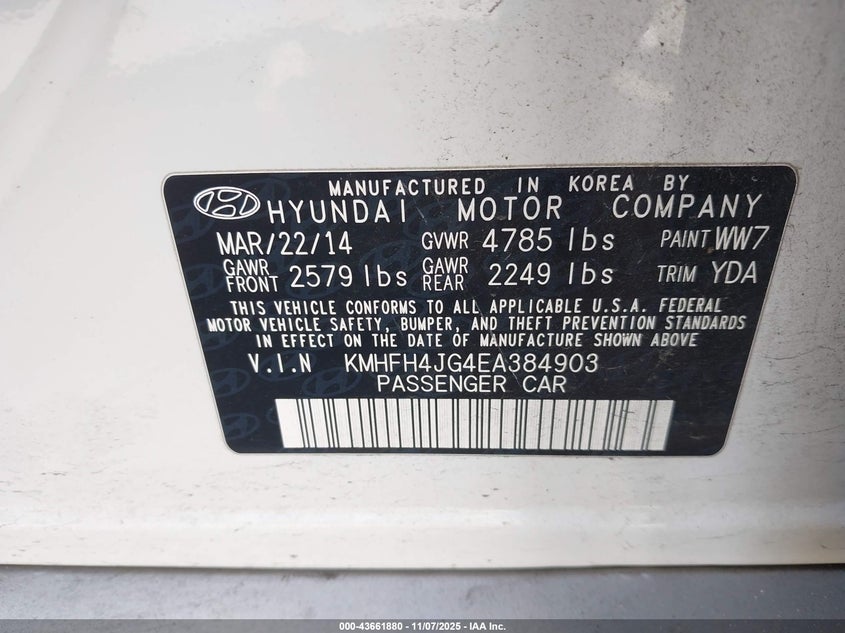 MANUFACTURED IN KOREA BY
HYUNDAI MOTOR COMPANY
MAR/22/14 GVWR 4785 lbs PAINT WW7
GAWR FRONT 2579 lbs GAWR REAR 2249 lbs TRIM YDA
THIS VEHICLE CONFORMS TO ALL APPLICABLE U.S.A. FEDERAL
MOTOR VEHICLE SAFETY, BUMPER, AND THEFT PREVENTION STANDARDS
IN EFFECT ON THE DATE OF MANUFACTURE SHOWN ABOVE
V.I.N KMHFH4JG4EA384903
PASSENGER CAR
000-43661880 - 11/07/2025 - IAA Inc.